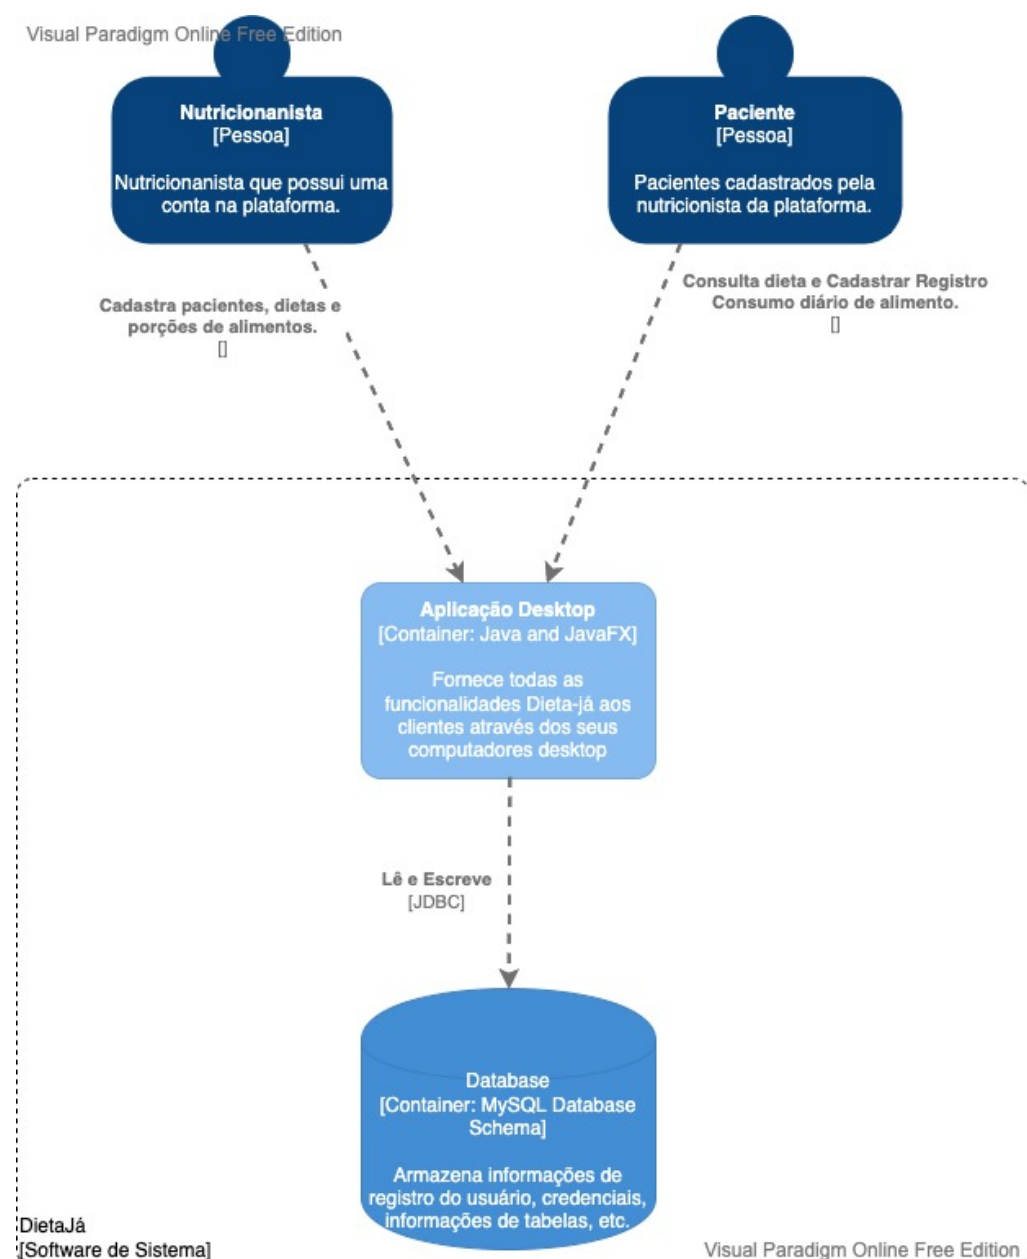 Visual Paradigm Online Free Edition
Nutricionanista
[Pessoa]
Nutricionanista que possui uma
conta na plataforma.
Paciente
[Pessoa]
Pacientes cadastrados pela
nutricionista da plataforma.
Cadastra pacientes, dietas e
porções de alimentos.
[]
Consulta dieta e Cadastrar Registro
Consumo diário de alimento.
[]
Aplicação Desktop
[Container: Java and JavaFX]
Fornece todas as
funcionalidades Dieta-já aos
clientes através dos seus
computadores desktop
Lê e Escreve
[JDBC]
Database
[Container: MySQL Database
Schema]
Armazena informações de
registro do usuário, credenciais,
informações de tabelas, etc.
DietaJá
[Software de Sistema]
Visual Paradigm Online Free Edition